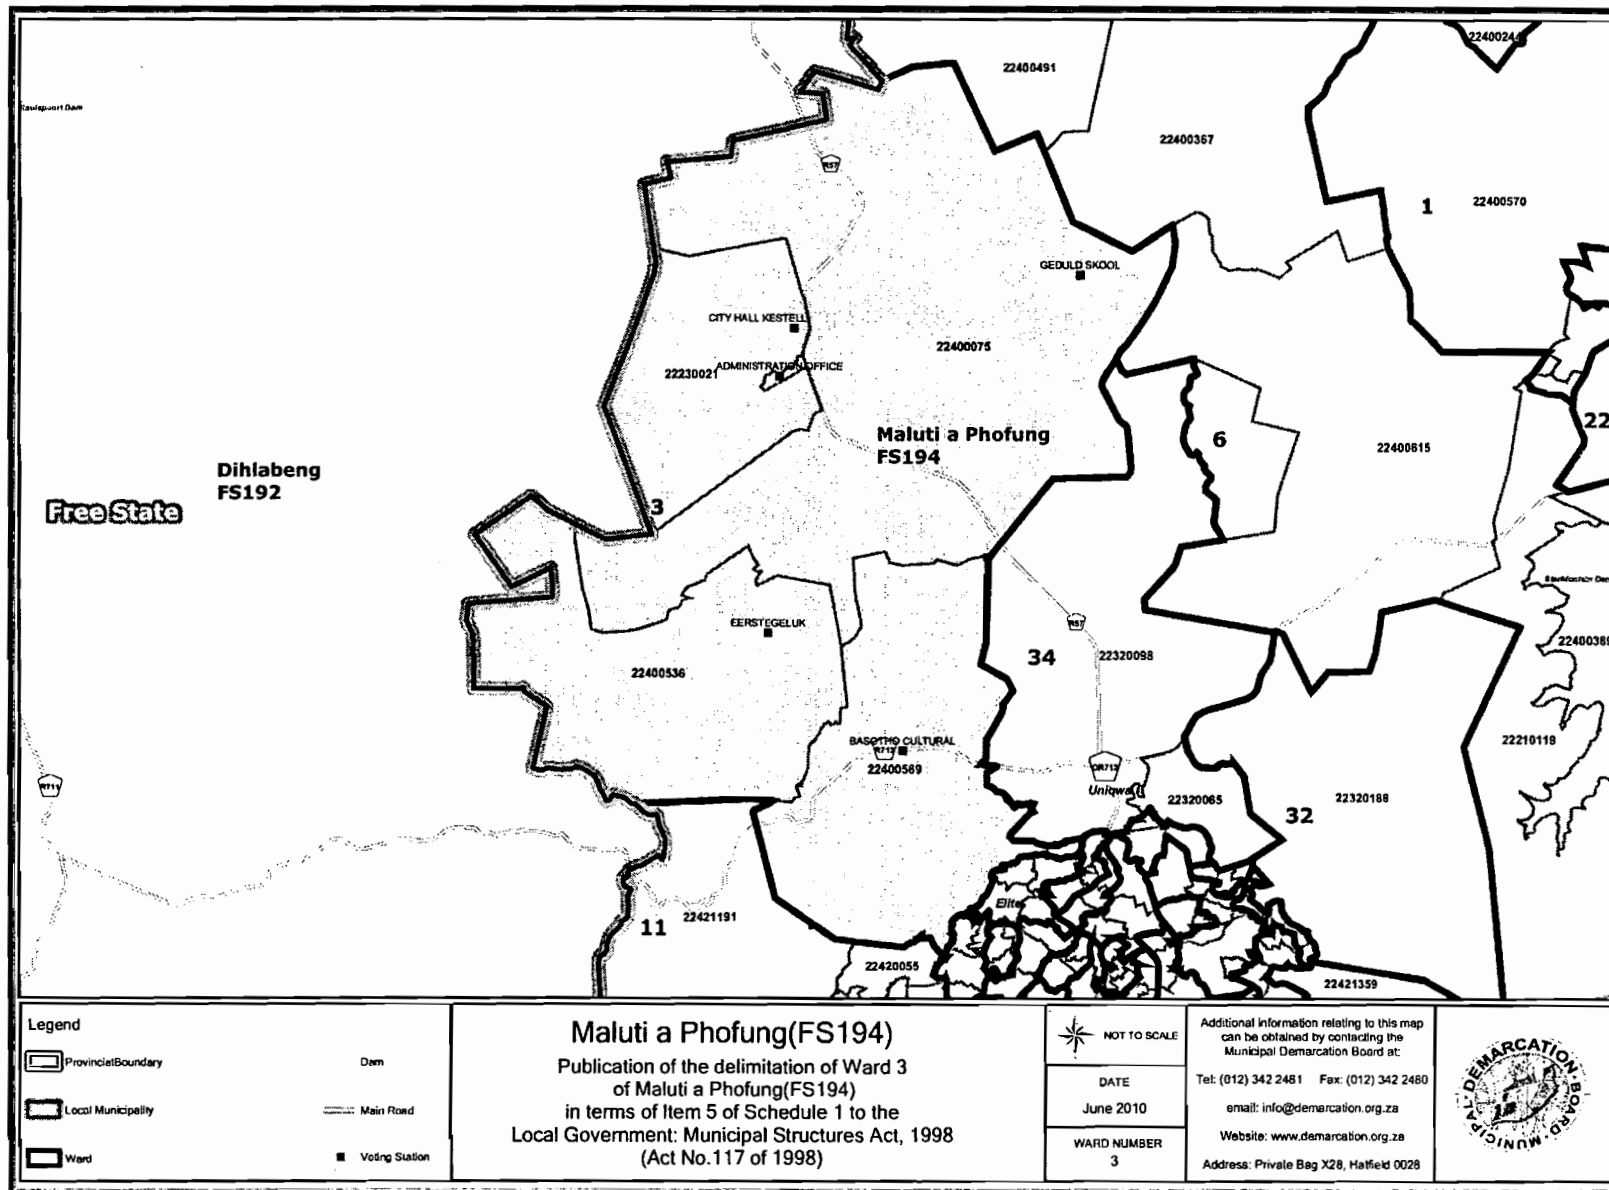 22400244
22400491
Saulspoort Dam
22400367
R57
1
22400570
GEDULD SKOOL
CITY HALL KESTELL
22400075
ADMINISTRATION OFFICE
22230021
22
Maluti a Phofung
FS194
6
22400615
Dihlabeng
FS192
Free State
3
Sterkfontein Dam
EERSTEGELUK
R57
22400369
34
22320098
22400536
BASOTHO CULTURAL
R712
22400569
22210119
OR712
R711
Uniqwa
22320065
22320188
32
Elite
11
22421191
22420055
22421359
Legend
ProvincialBoundary
Dam
Local Municipality
Main Road
Ward
Voting Station
Maluti a Phofung(FS194)
Publication of the delimitation of Ward 3
of Maluti a Phofung(FS194)
in terms of Item 5 of Schedule 1 to the
Local Government: Municipal Structures Act, 1998
(Act No.117 of 1998)
NOT TO SCALE
DATE
June 2010
WARD NUMBER
3
Additional information relating to this map
can be obtained by contacting the
Municipal Demarcation Board at:
Tel: (012) 342 2481 Fax: (012) 342 2480
email: info@demarcation.org.za
Website: www.demarcation.org.za
Address: Private Bag X28, Hatfield 0028
MUNICIPAL DEMARCATION BOARD